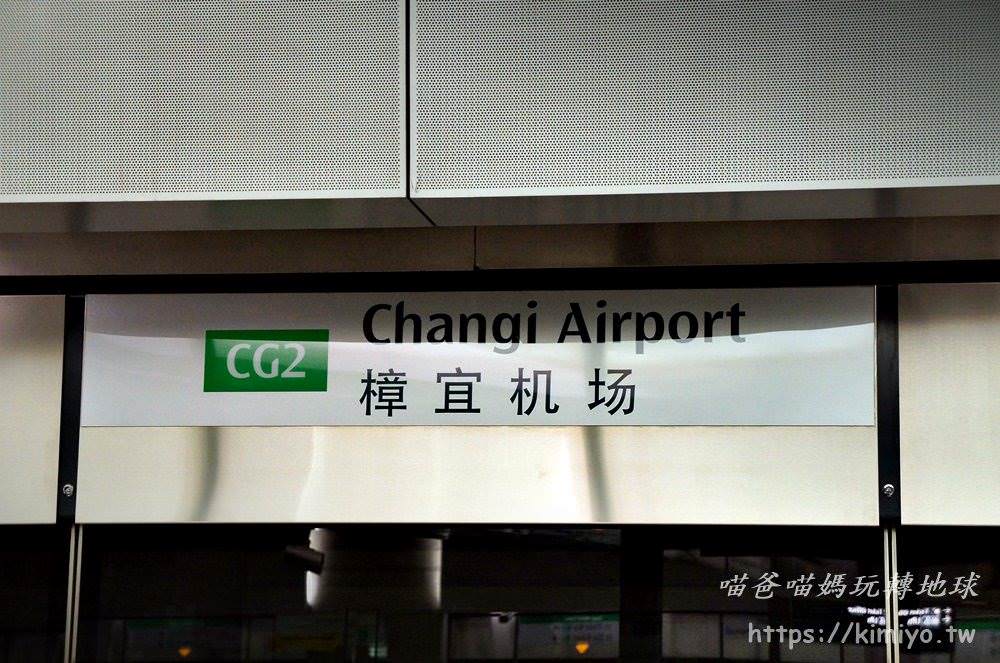 Changi Airport
CG2
樟宜机场
喵爸喵媽玩轉地球
https://kimiyo.tw